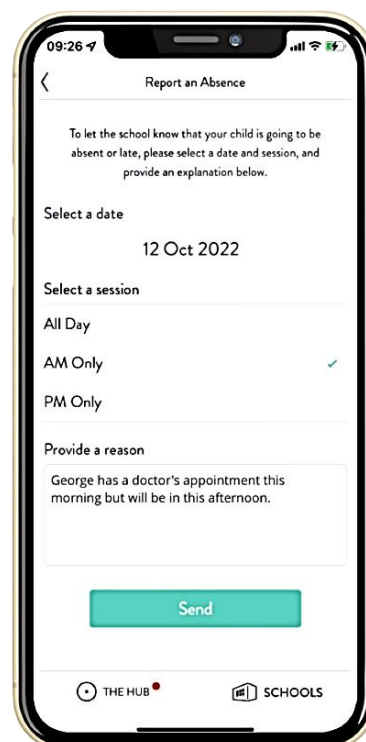 09:26
Report an Absence
To let the school know that your child is going to be
absent or late, please select a date and session, and
provide an explanation below.
Select a date
12 Oct 2022
Select a session
All Day
AM Only
PM Only
Provide a reason
George has a doctor's appointment this
morning but will be in this afternoon.
Send
THE HUB
SCHOOLS